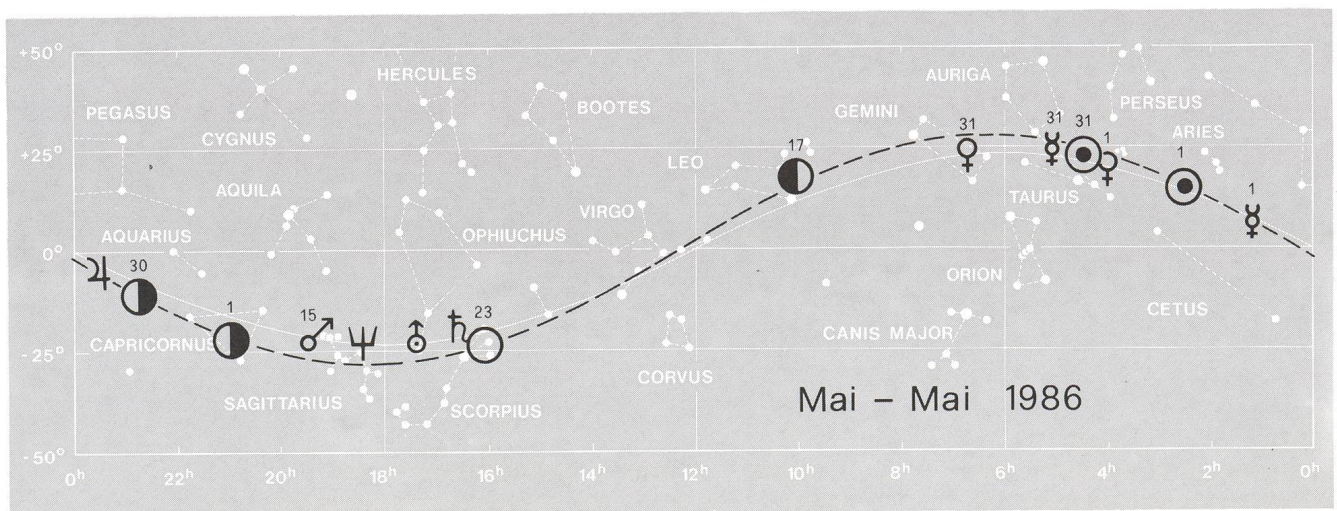 +50°
HERCULES
AURIGA
PEGASUS
BOOTES
GEMINI
PERSEUS
CYGNUS
31
31
31
1
ARIES
+25°
17
1
LEO
AQUILA
1
TAURUS
VIRGO
AQUARIUS
OPHIUCHUS
0°
30
ORION
1
15
23
CETUS
CAPRICORNUS
CANIS MAJOR
-25°
CORVUS
SAGITTARIUS
SCORPIUS
Mai – Mai 1986
-50°
0h 22h 20h 18h 16h 14h 12h 10h 8h 6h 4h 2h 0h